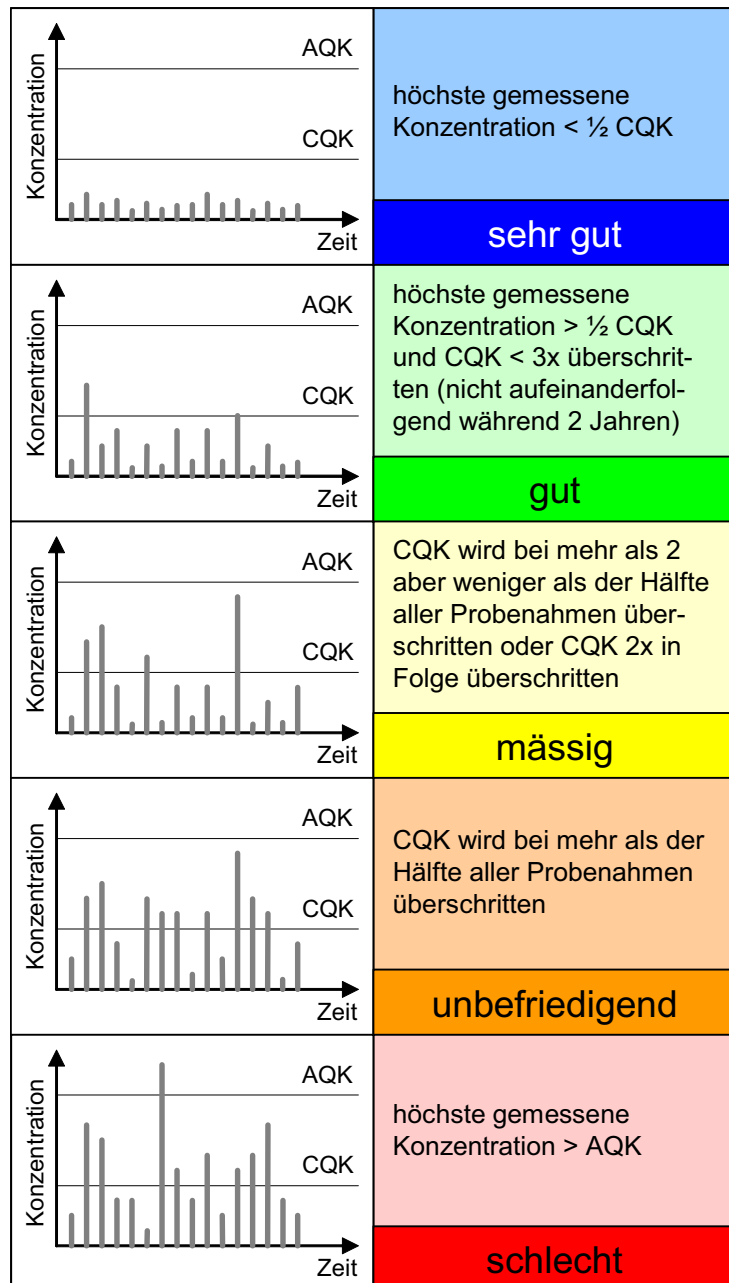 Konzentration
AQK
CQK
Zeit
höchste gemessene
Konzentration < ½ CQK
sehr gut
Konzentration
AQK
CQK
Zeit
höchste gemessene
Konzentration > ½ CQK
und CQK < 3x überschrit-
ten (nicht aufeinanderfol-
gend während 2 Jahren)
gut
Konzentration
AQK
CQK
Zeit
CQK wird bei mehr als 2
aber weniger als der Hälfte
aller Probenahmen über-
schritten oder CQK 2x in
Folge überschritten
mässig
Konzentration
AQK
CQK
Zeit
CQK wird bei mehr als der
Hälfte aller Probenahmen
überschritten
unbefriedigend
Konzentration
AQK
CQK
Zeit
höchste gemessene
Konzentration > AQK
schlecht